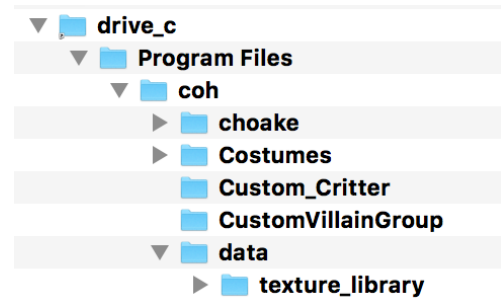 drive_c
Program Files
coh
choake
Costumes
Custom_Critter
CustomVillainGroup
data
texture_library